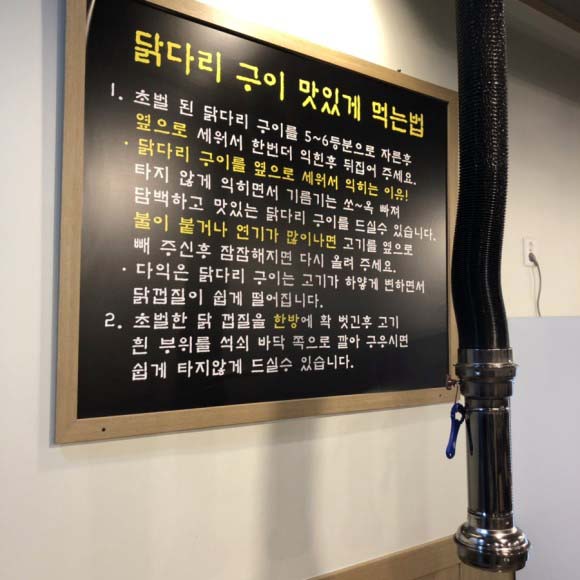 닭다리 구이 맛있게 먹는법
1. 초벌 된 닭다리 구이를 5~6등분으로 자른후
옆으로 세워서 한번더 익힌후 뒤집어 주세요.
· 닭다리 구이를 옆으로 세워서 익히는 이유!
타지 않게 익히면서 기름기는 쏘~옥 빠져
담백하고 맛있는 닭다리 구이를 드실수 있습니다.
불이 붙거나 연기가 많이나면 고기를 옆으로
빼 주신후 잠잠해지면 다시 올려 주세요.
· 다익은 닭다리 구이는 고기가 하얗게 변하면서
닭껍질이 쉽게 떨어집니다.
2. 초벌한 닭 껍질을 한방에 확 벗긴후 고기
흰 부위를 석쇠 바닥 쪽으로 깔아 구우시면
쉽게 타지않게 드실수 있습니다.